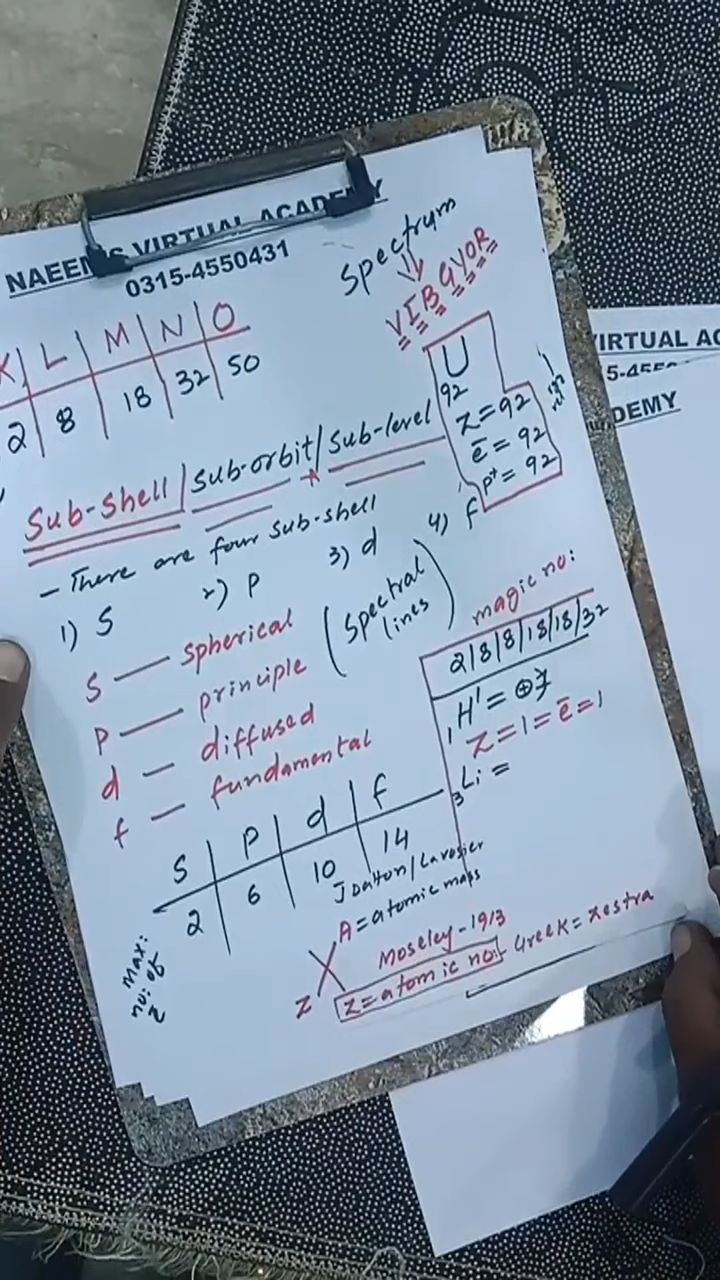 NAEEM'S VIRTUAL ACADEMY
0315-4550431
K | L | M | N | O
2 | 8 | 18 | 32 | 50
Spectrum
VIBGYOR
U
92
Z=92
e̅ = 92
p⁺ = 92
Sub-Shell/Sub-orbit/Sub-level
- There are four sub-shell
1) S 2) P 3) d 4) f
S — spherical
P — principle
d — diffused
f — fundamental
(Spectral
lines)
S | P | d | f
2 | 6 | 10 | 14
max:
no: of
magic no:
2/8/8/18/18/32
₁H¹ =
Z=1=e̅=1
₃Li =
J Dalton/Lavosier
A = atomic mass
X
Z
Moseley-1913
Z=atomic no:- Greek=
VIRTUAL AC
5-455
DEMY